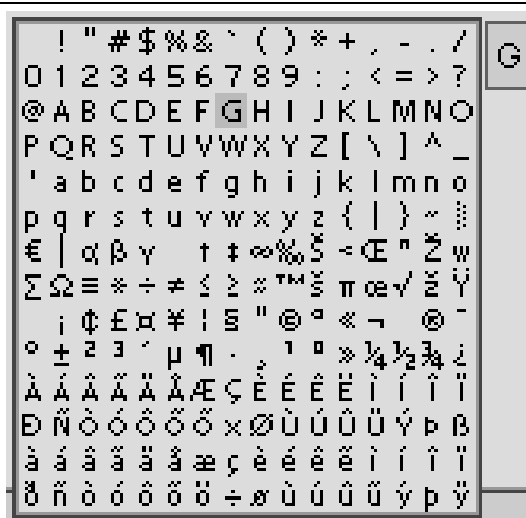 ! " # $ % & ` ( ) * + , - . /
G
0 1 2 3 4 5 6 7 8 9 : ; < = > ?
@ A B C D E F G H I J K L M N O
P Q R S T U V W X Y Z [ \ ] ^ _
' a b c d e f g h i j k l m n o
p q r s t u v w x y z { | } ~ ⦙
€ | α β γ † ‡ ∞ ‰ Š < Œ " Ž w
Σ Ω ≡ * ÷ ≠ ≤ ≥ ≈ ™ š π œ √ ž Ÿ
¡ ₵ £ ¤ ¥ ¦ § " © ª « ¬ ® ¯
° ± ² ³ ´ µ ¶ · ¸ ¹ º » ¼ ½ ¾ ¿
À Á Â Ã Ä Å Æ Ç È É Ê Ë Ì Í Î Ï
Ð Ñ Ò Ó Ô Õ Ö × Ø Ù Ú Û Ü Ý Þ ß
à á â ã ä å æ ç è é ê ë ì í î ï
ð ñ ò ó ô õ ö ÷ ø ù ú û ü ý þ ÿ